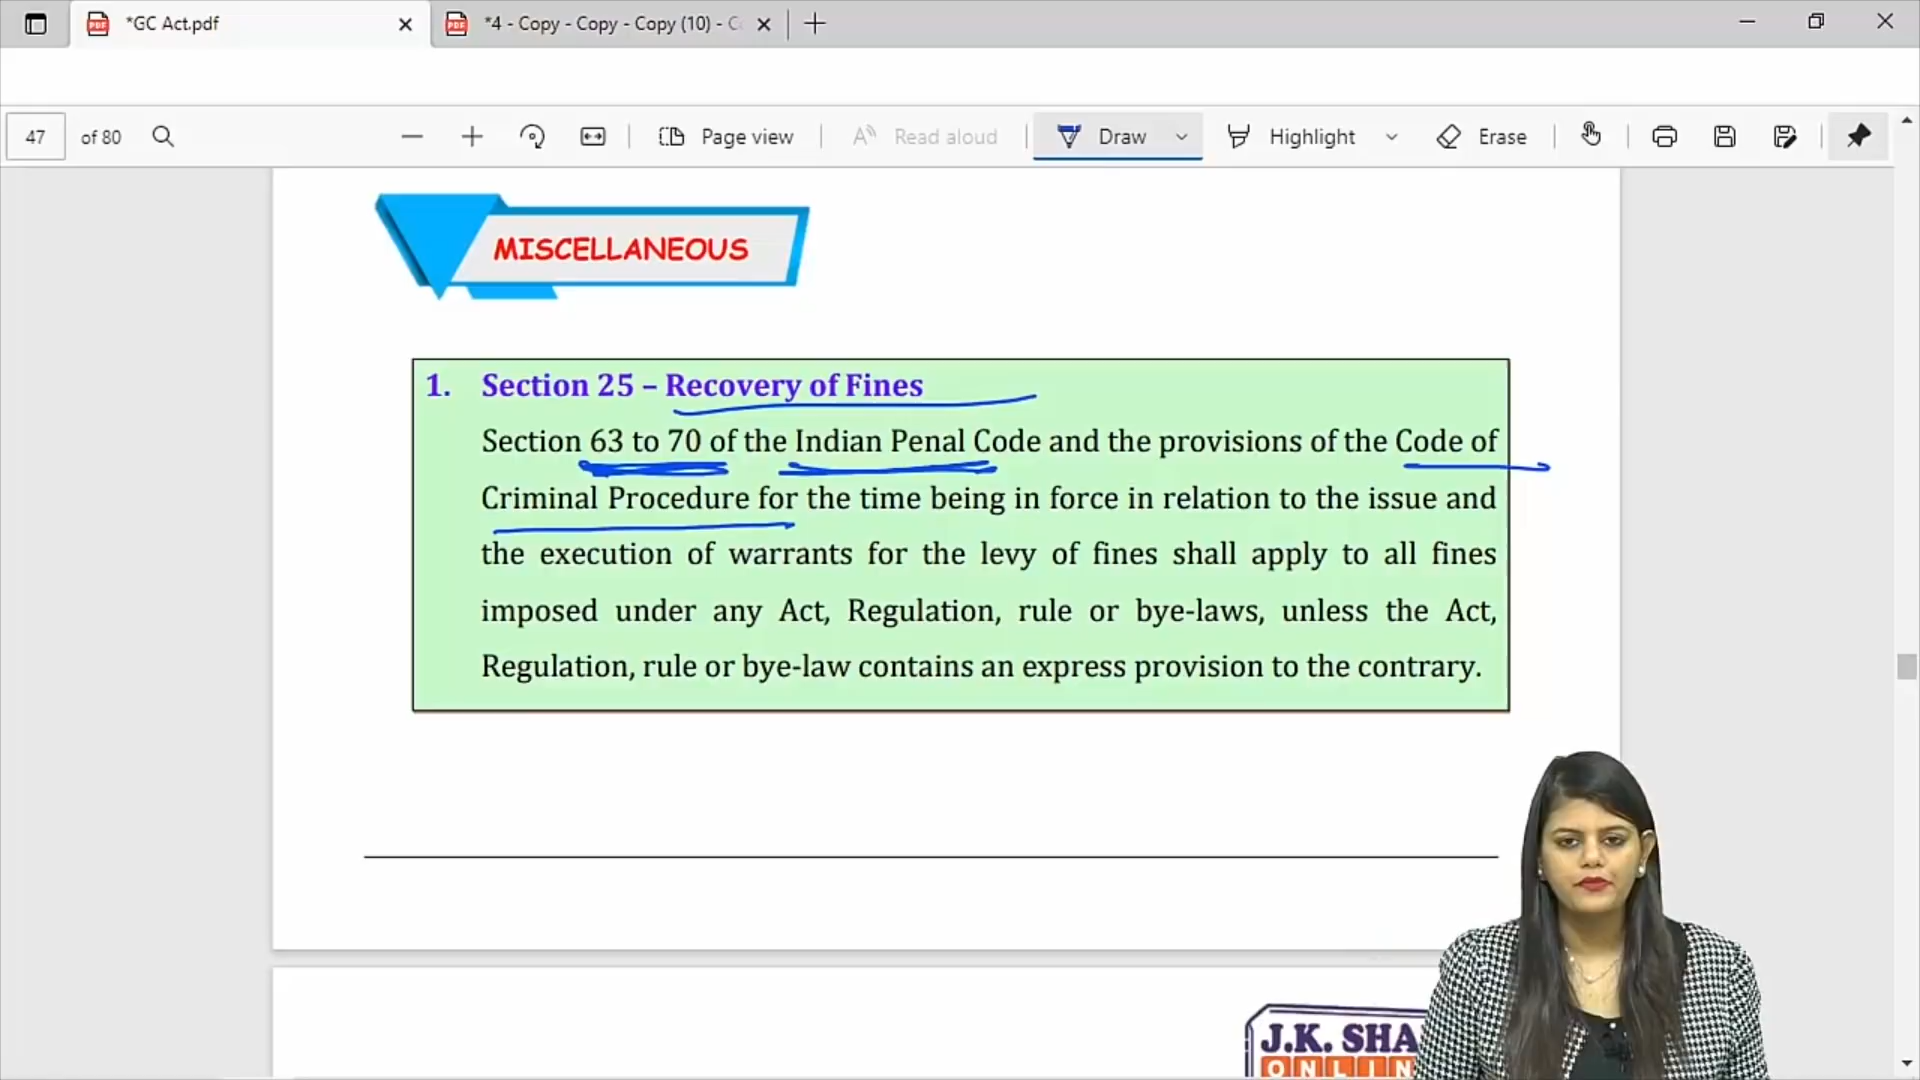 *GC Act.pdf
*4 - Copy - Copy - Copy (10) -
47 of 80
Page view
Read aloud
Draw
Highlight
Erase
MISCELLANEOUS
1. Section 25 – Recovery of Fines
Section 63 to 70 of the Indian Penal Code and the provisions of the Code of
Criminal Procedure for the time being in force in relation to the issue and
the execution of warrants for the levy of fines shall apply to all fines
imposed under any Act, Regulation, rule or bye-laws, unless the Act,
Regulation, rule or bye-law contains an express provision to the contrary.
J.K. SHA
ONLIN